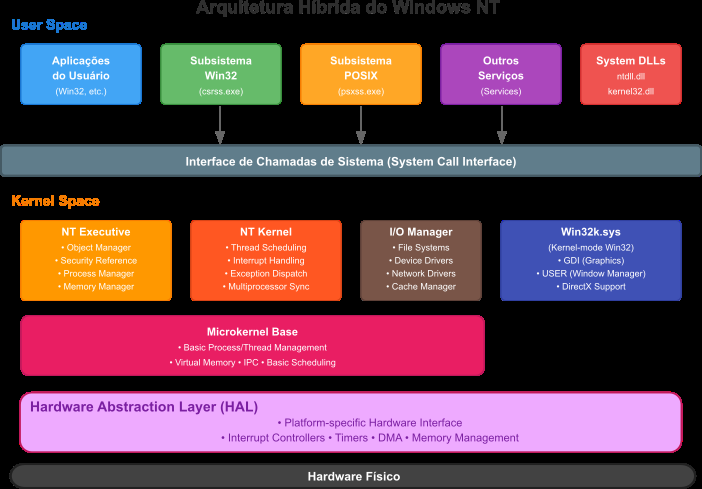 Arquitetura Híbrida do Windows NT
User Space
Aplicações
do Usuário
(Win32, etc.)
Subsistema
Win32
(csrss.exe)
Subsistema
POSIX
(psxss.exe)
Outros
Serviços
(Services)
System DLLs
ntdll.dll
kernel32.dll
Interface de Chamadas de Sistema (System Call Interface)
Kernel Space
NT Executive
• Object Manager
• Security Reference
• Process Manager
• Memory Manager
NT Kernel
• Thread Scheduling
• Interrupt Handling
• Exception Dispatch
• Multiprocessor Sync
I/O Manager
• File Systems
• Device Drivers
• Network Drivers
• Cache Manager
Win32k.sys
(Kernel-mode Win32)
• GDI (Graphics)
• USER (Window Manager)
• DirectX Support
Microkernel Base
• Basic Process/Thread Management
• Virtual Memory • IPC • Basic Scheduling
Hardware Abstraction Layer (HAL)
• Platform-specific Hardware Interface
• Interrupt Controllers • Timers • DMA • Memory Management
Hardware Físico